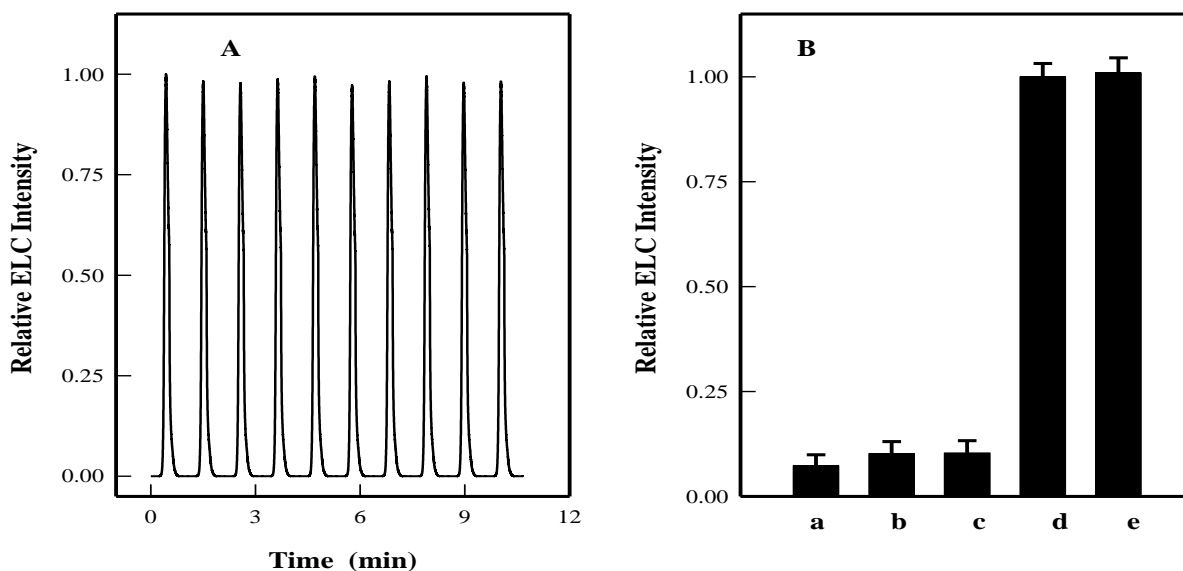 A
1.00
0.75
0.50
0.25
0.00
0 3 6 9 12
Time (min)
Relative ELC Intensity
B
1.00
0.75
0.50
0.25
0.00
a b c d e
Relative ELC Intensity